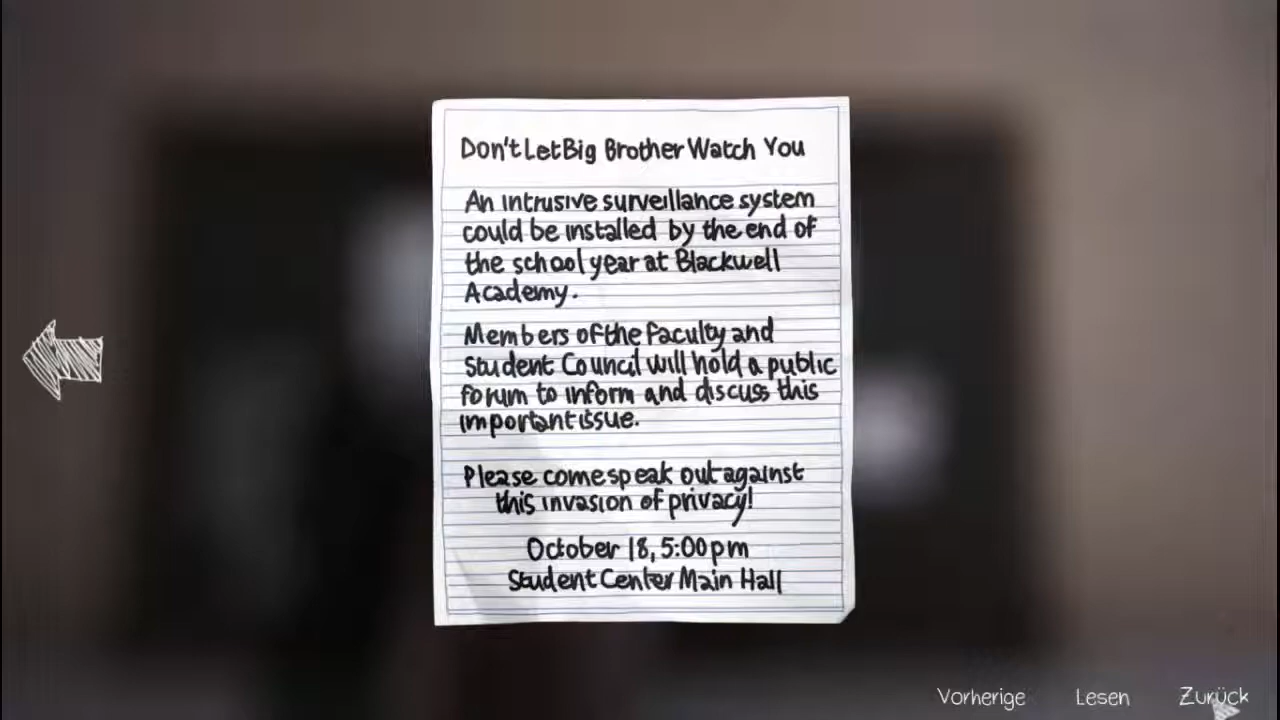 Don't Let Big Brother Watch You
An intrusive surveillance system
could be installed by the end of
the school year at Blackwell
Academy.
Members of the faculty and
Student Council will hold a public
forum to inform and discuss this
important issue.
Please come speak out against
this invasion of privacy!
October 18, 5:00pm
Student Center Main Hall
Vorherige
Lesen
Zurück